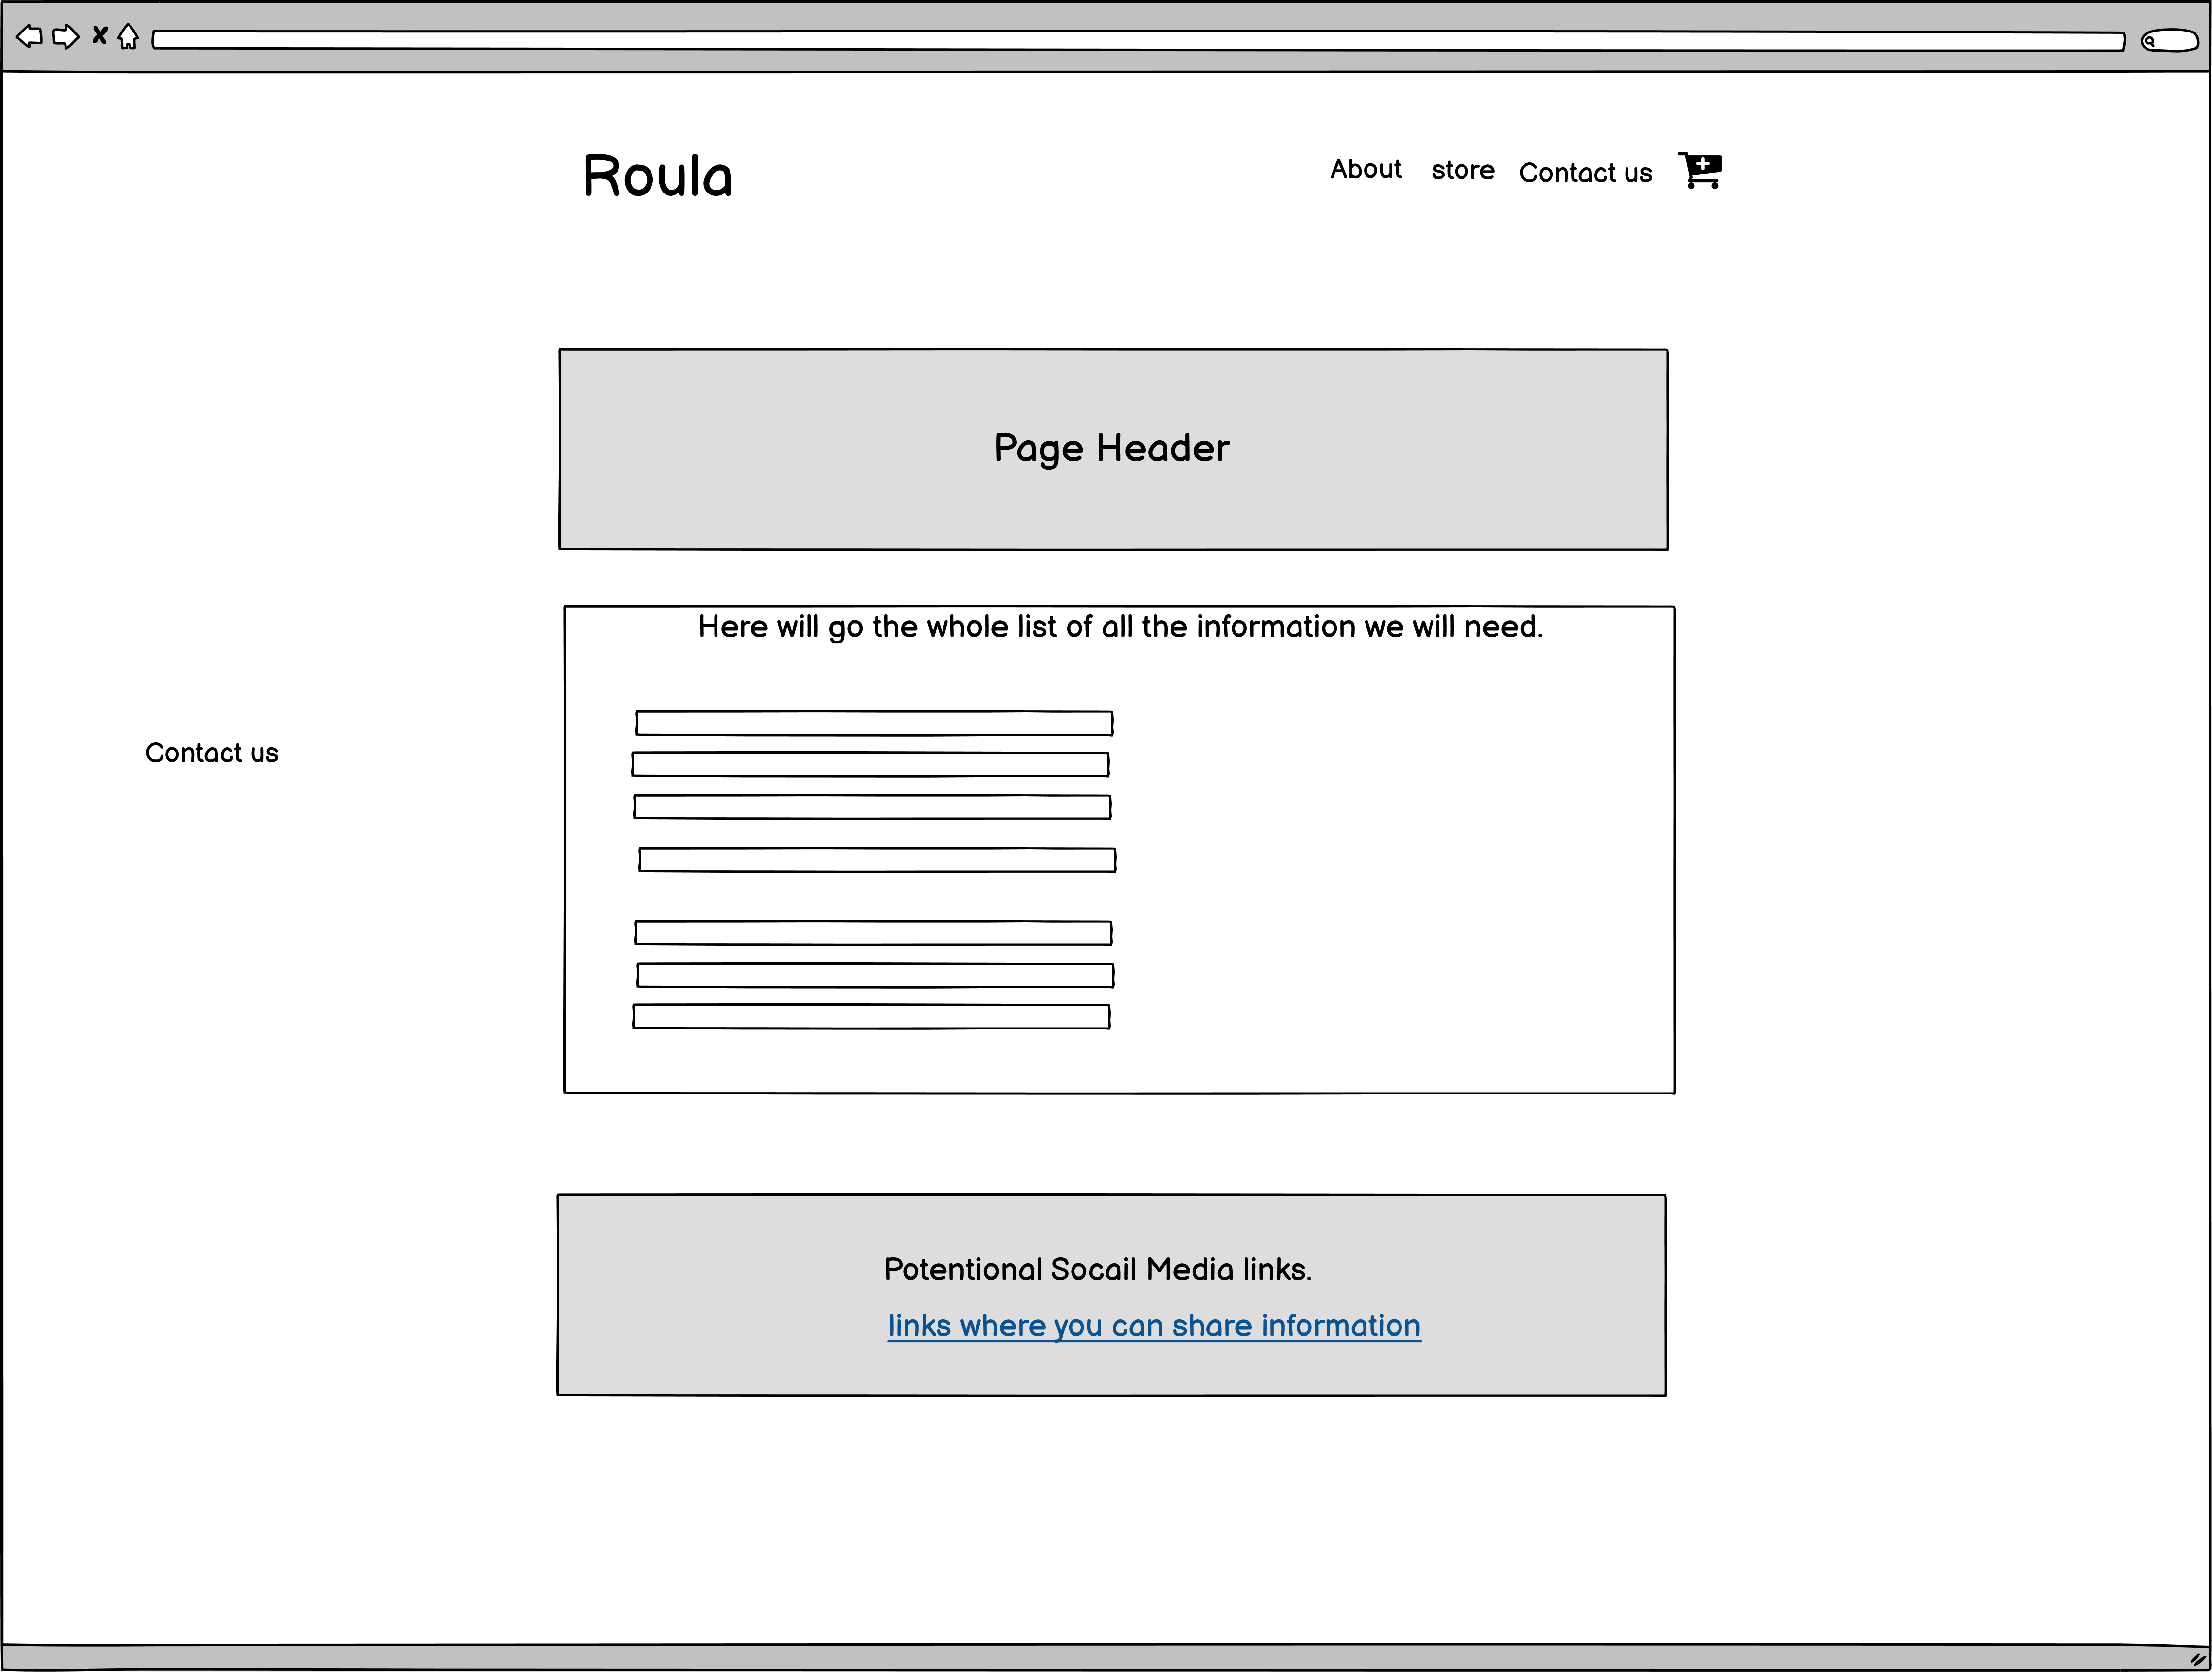 Roula
About store Contact us
Page Header
Here will go the whole list of all the information we will need.
Contact us
Potentional Socail Media links.
links where you can share information